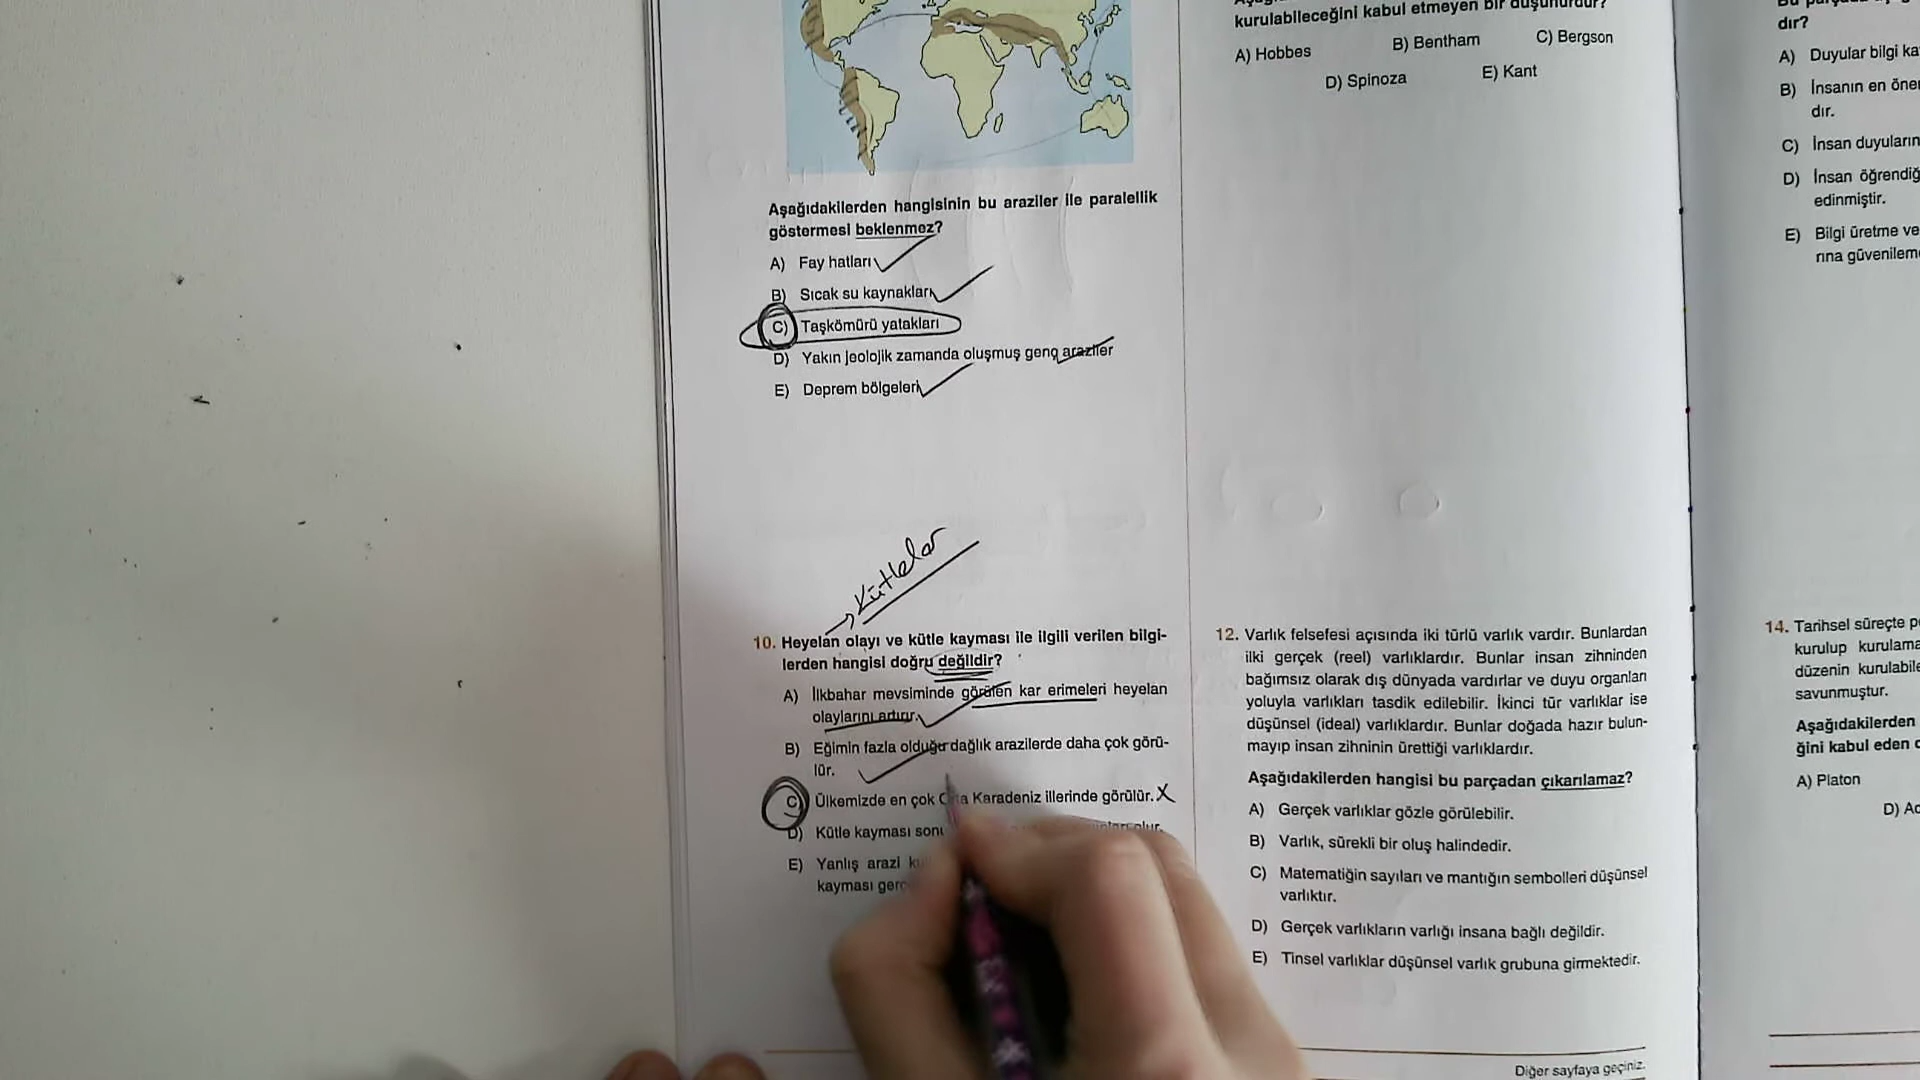 Aşağıdakilerden hangisinin bu araziler ile paralellik
göstermesi beklenmez?
A) Fay hatları
B) Sıcak su kaynakları
C) Taşkömürü yatakları
D) Yakın jeolojik zamanda oluşmuş genç araziler
E) Deprem bölgeleri
Kütleler
10. Heyelan olayı ve kütle kayması ile ilgili verilen bilgi-
lerden hangisi doğru değildir?
A) İlkbahar mevsiminde görülen kar erimeleri heyelan
olaylarını artırır.
B) Eğimin fazla olduğu dağlık arazilerde daha çok görü-
lür.
C) Ülkemizde en çok Orta Karadeniz illerinde görülür. X
D) Kütle kayması
E) Yanlış arazi
kayması
kurulabileceğini kabul etmeyen bir düşünürdür?
A) Hobbes B) Bentham C) Bergson
D) Spinoza E) Kant
12. Varlık felsefesi açısında iki türlü varlık vardır. Bunlardan
ilki gerçek (reel) varlıklardır. Bunlar insan zihninden
bağımsız olarak dış dünyada vardırlar ve duyu organları
yoluyla varlıkları tasdik edilebilir. İkinci tür varlıklar ise
düşünsel (ideal) varlıklardır. Bunlar doğada hazır bulun-
mayıp insan zihninin ürettiği varlıklardır.
Aşağıdakilerden hangisi bu parçadan çıkarılamaz?
A) Gerçek varlıklar gözle görülebilir.
B) Varlık, sürekli bir oluş halindedir.
C) Matematiğin sayıları ve mantığın sembolleri düşünsel
varlıktır.
D) Gerçek varlıkların varlığı insana bağlı değildir.
E) Tinsel varlıklar düşünsel varlık grubuna girmektedir.
Diğer sayfaya geçiniz.
dır?
A) Duyular bilgi
B) İnsanın en
dır.
C) İnsan
D) İnsan
edinmiştir.
E) Bilgi üretme ve
rına
14. Tarihsel süreçte
kurulup
düzenin
savunmuştur.
Aşağıdakilerden
ğini kabul eden
A) Platon
D)